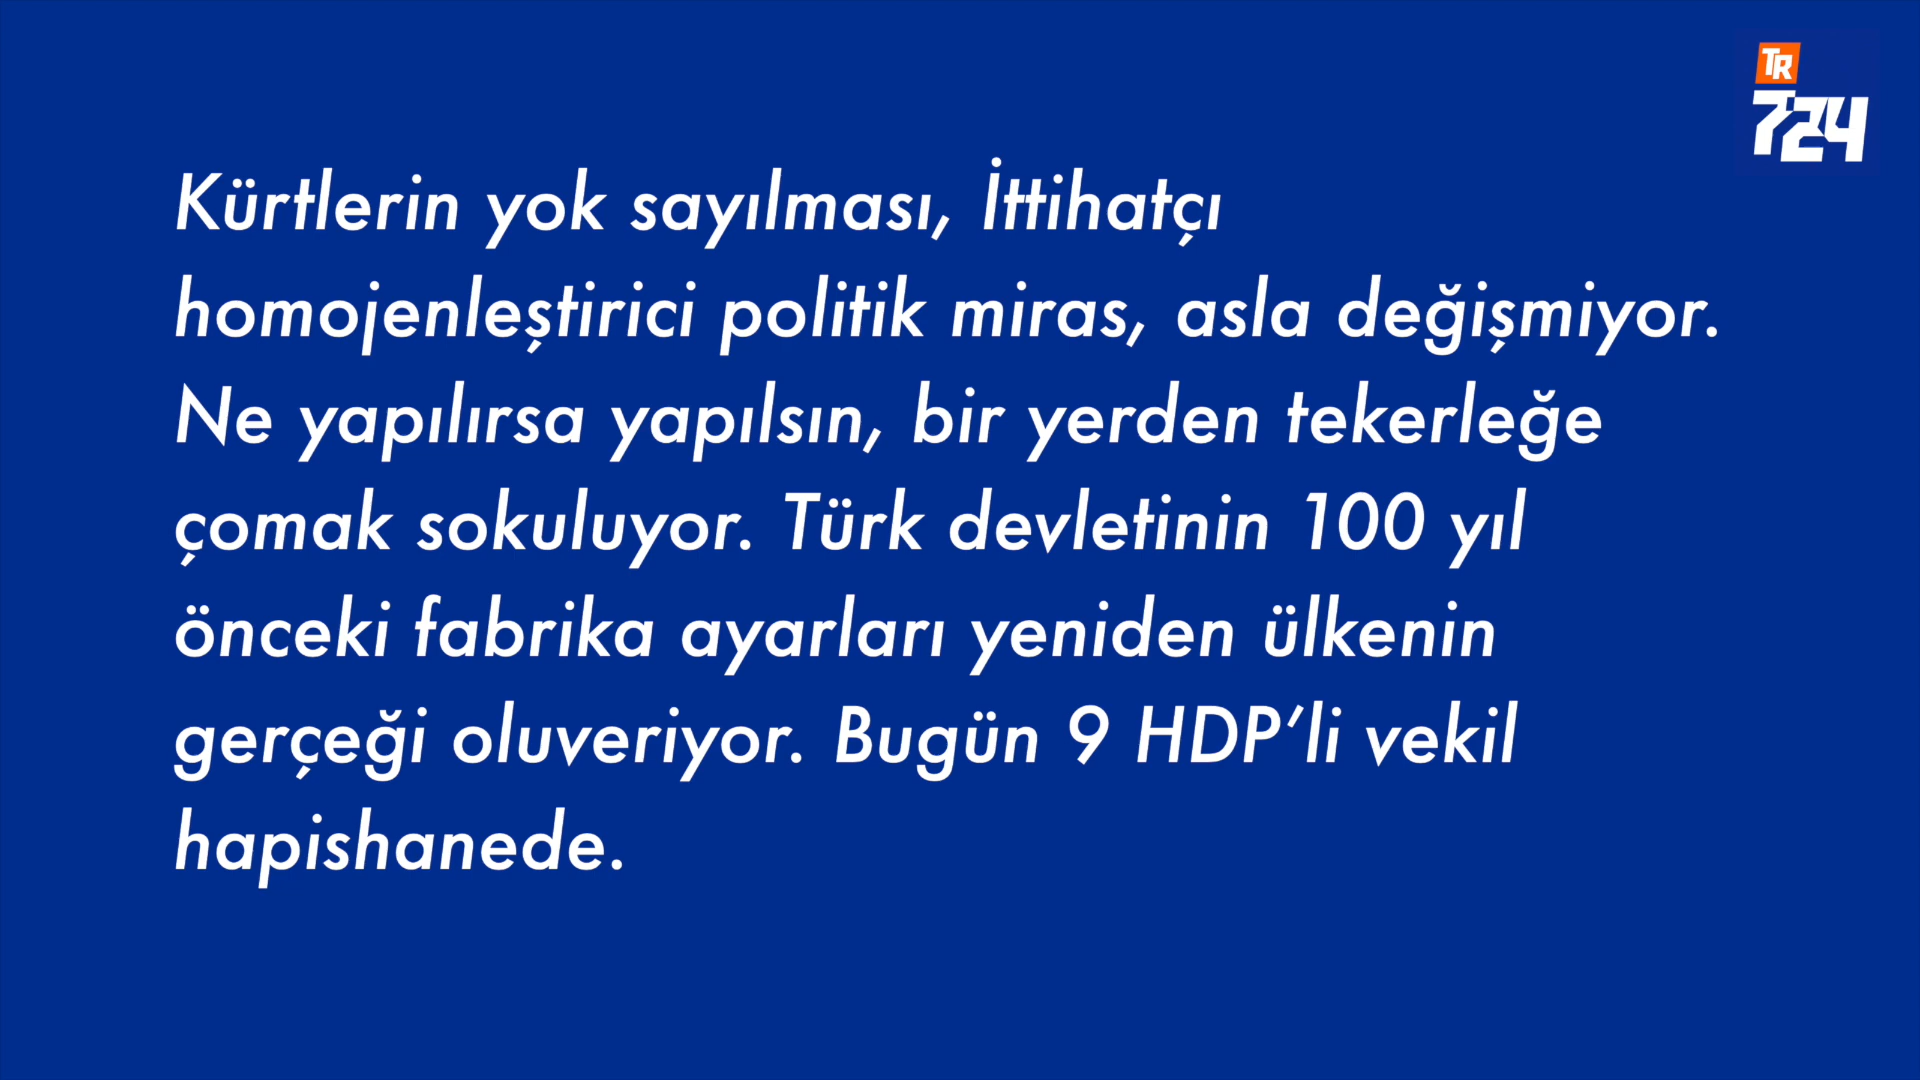 TR
724
Kürtlerin yok sayılması, İttihatçı
homojenleştirici politik miras, asla değişmiyor.
Ne yapılırsa yapılsın, bir yerden tekerleğe
çomak sokuluyor. Türk devletinin 100 yıl
önceki fabrika ayarları yeniden ülkenin
gerçeği oluveriyor. Bugün 9 HDP’li vekil
hapishanede.